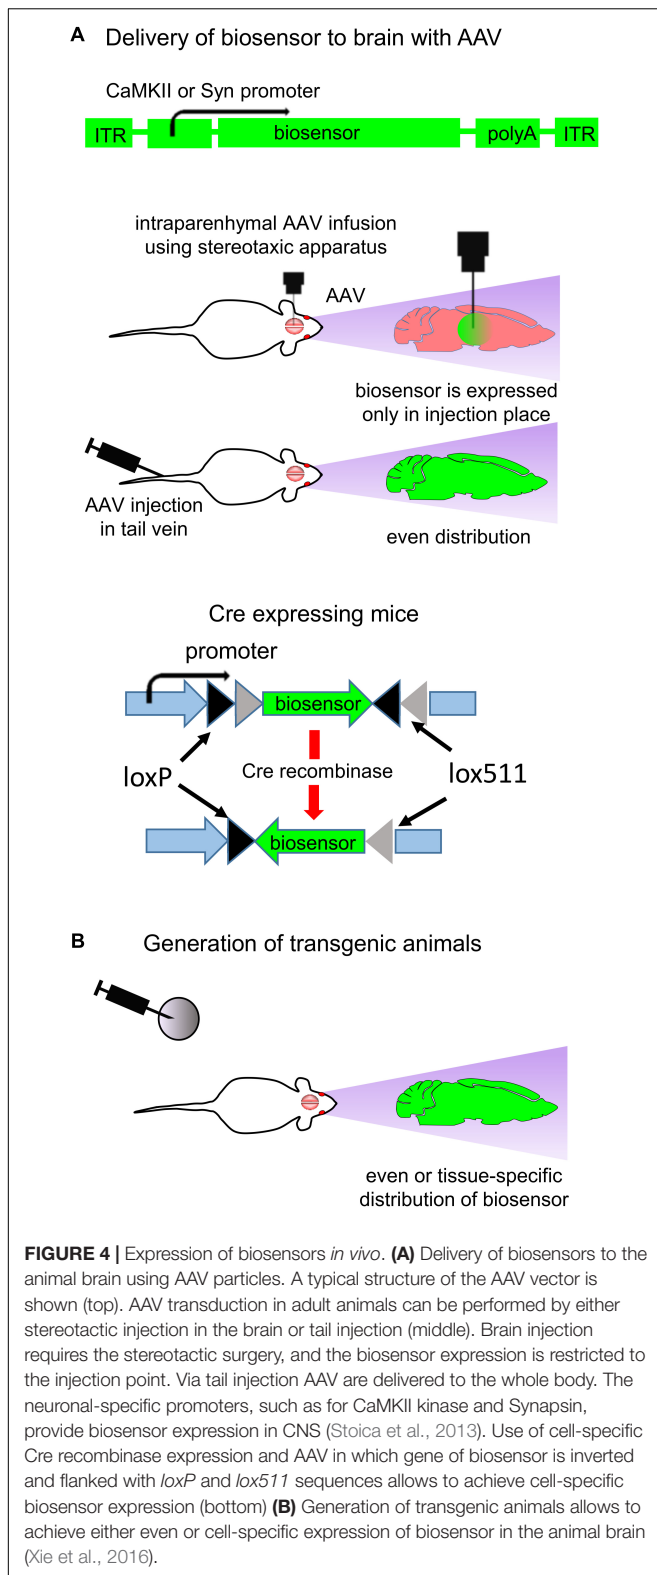 A Delivery of biosensor to brain with AAV
CaMKII or Syn promoter
ITR biosensor polyA ITR
intraparenhymal AAV infusion
using stereotaxic apparatus
AAV
biosensor is expressed
only in injection place
AAV injection
in tail vein
even distribution
Cre expressing mice
promoter
biosensor
loxP Cre recombinase lox511
biosensor
B Generation of transgenic animals
even or tissue-specific
distribution of biosensor
FIGURE 4 | Expression of biosensors in vivo. (A) Delivery of biosensors to the
animal brain using AAV particles. A typical structure of the AAV vector is
shown (top). AAV transduction in adult animals can be performed by either
stereotactic injection in the brain or tail injection (middle). Brain injection
requires the stereotactic surgery, and the biosensor expression is restricted to
the injection point. Via tail injection AAV are delivered to the whole body. The
neuronal-specific promoters, such as for CaMKII kinase and Synapsin,
provide biosensor expression in CNS (Stoica et al., 2013). Use of cell-specific
Cre recombinase expression and AAV in which gene of biosensor is inverted
and flanked with loxP and lox511 sequences allows to achieve cell-specific
biosensor expression (bottom) (B) Generation of transgenic animals allows to
achieve either even or cell-specific expression of biosensor in the animal brain
(Xie et al., 2016).